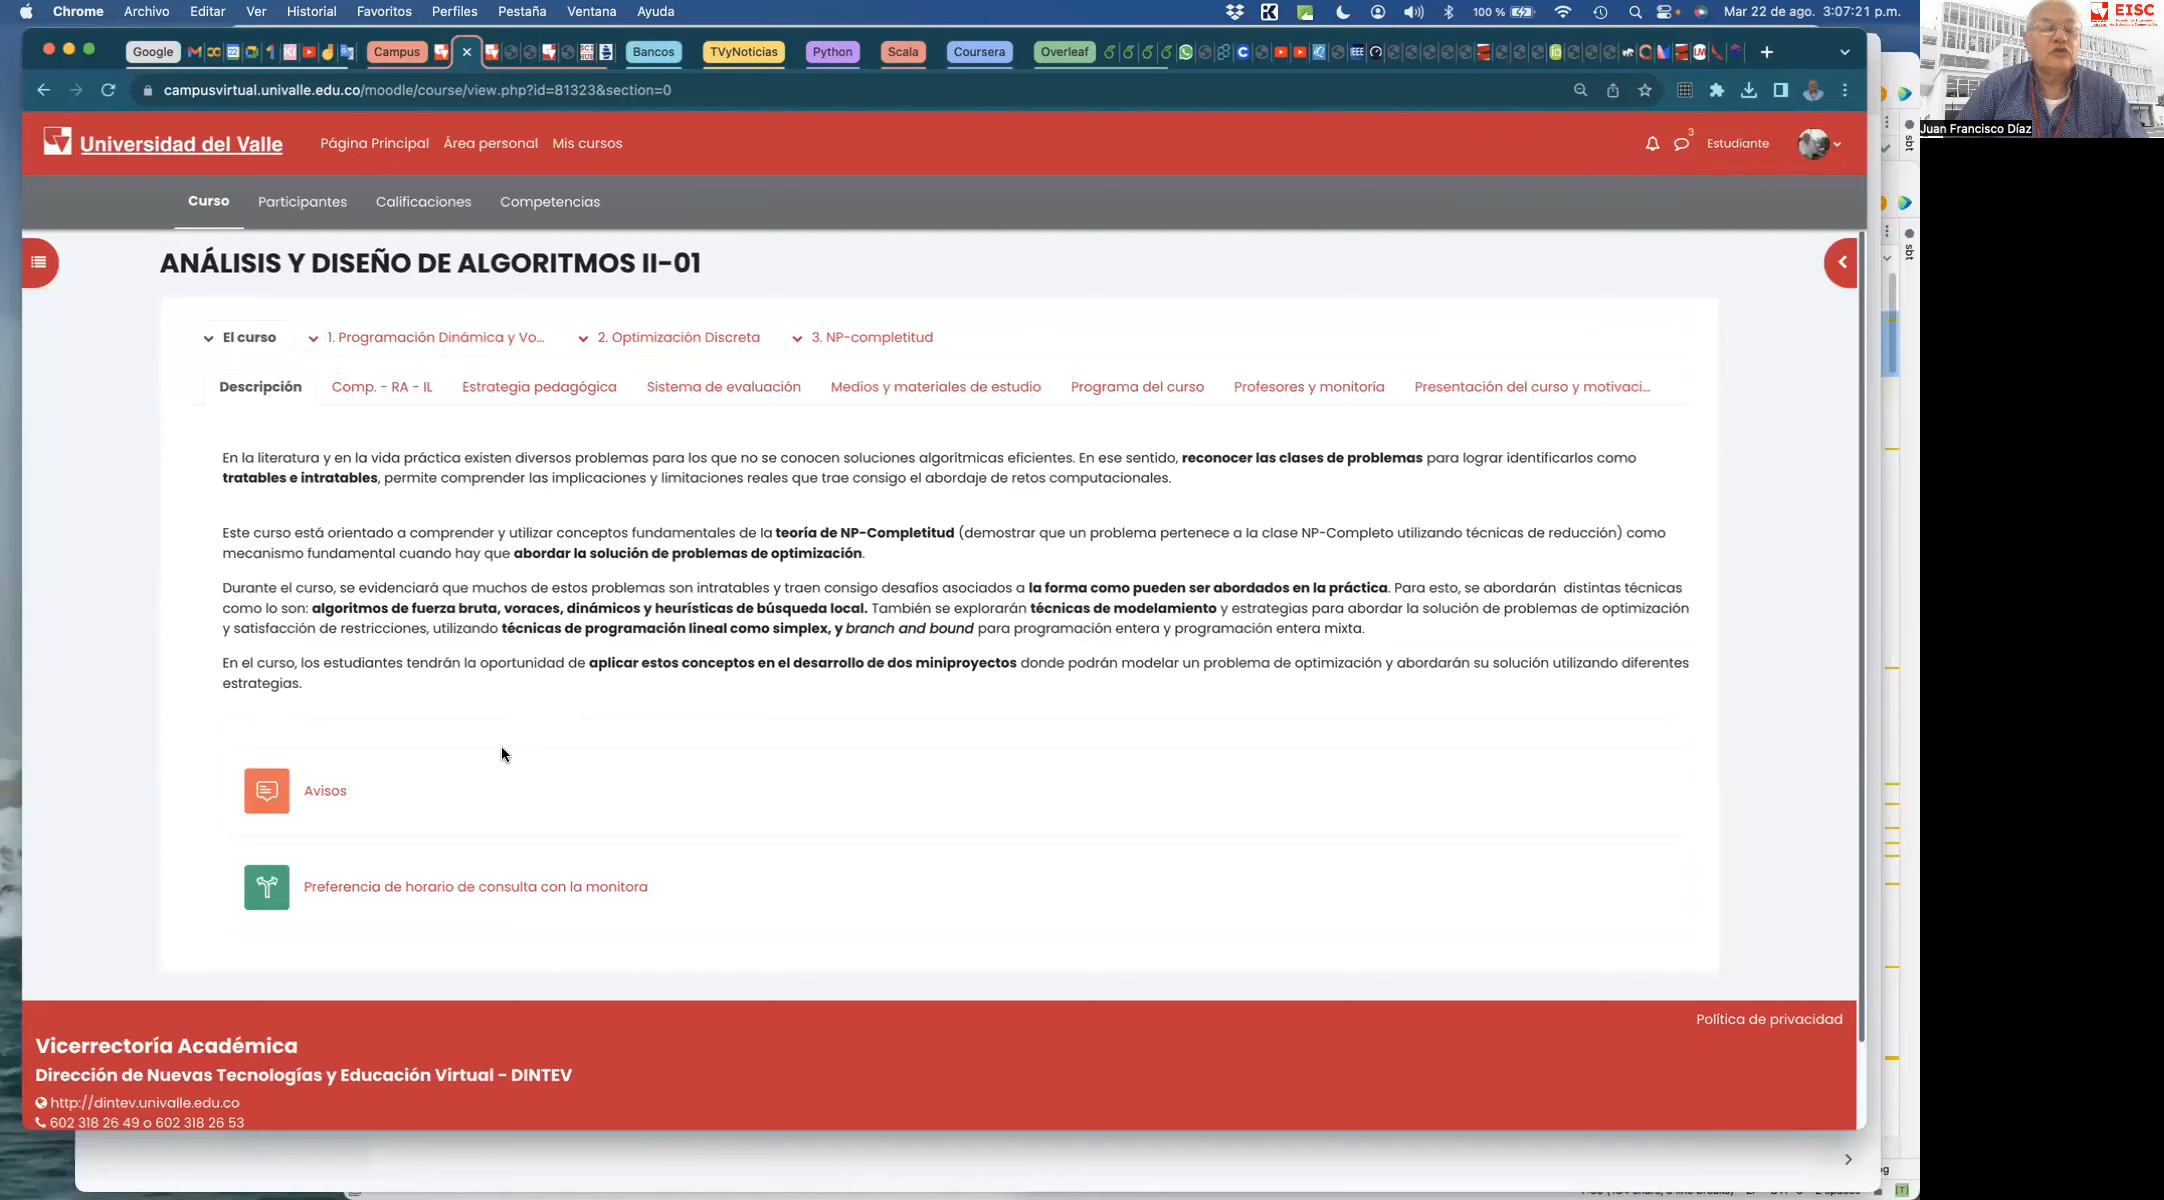 Chrome Archivo Editar Ver Historial Favoritos Perfiles Pestaña Ventana Ayuda 100 % Mar 22 de ago. 3:07:21 p.m.
Google Campus Bancos TVyNoticias Python Scala Coursera Overleaf
campusvirtual.univalle.edu.co/moodle/course/view.php?id=81323&section=0
Universidad del Valle Página Principal Área personal Mis cursos 3 Estudiante
Curso Participantes Calificaciones Competencias
ANÁLISIS Y DISEÑO DE ALGORITMOS II-01
El curso 1. Programación Dinámica y Vo... 2. Optimización Discreta 3. NP-completitud
Descripción Comp. - RA - IL Estrategia pedagógica Sistema de evaluación Medios y materiales de estudio Programa del curso Profesores y monitoría Presentación del curso y motivaci...
En la literatura y en la vida práctica existen diversos problemas para los que no se conocen soluciones algorítmicas eficientes. En ese sentido, reconocer las clases de problemas para lograr identificarlos como
tratables e intratables, permite comprender las implicaciones y limitaciones reales que trae consigo el abordaje de retos computacionales.
Este curso está orientado a comprender y utilizar conceptos fundamentales de la teoría de NP-Completitud (demostrar que un problema pertenece a la clase NP-Completo utilizando técnicas de reducción) como
mecanismo fundamental cuando hay que abordar la solución de problemas de optimización.
Durante el curso, se evidenciará que muchos de estos problemas son intratables y traen consigo desafíos asociados a la forma como pueden ser abordados en la práctica. Para esto, se abordarán distintas técnicas
como lo son: algoritmos de fuerza bruta, voraces, dinámicos y heurísticas de búsqueda local. También se explorarán técnicas de modelamiento y estrategias para abordar la solución de problemas de optimización
y satisfacción de restricciones, utilizando técnicas de programación lineal como simplex, y branch and bound para programación entera y programación entera mixta.
En el curso, los estudiantes tendrán la oportunidad de aplicar estos conceptos en el desarrollo de dos miniproyectos donde podrán modelar un problema de optimización y abordarán su solución utilizando diferentes
estrategias.
Avisos
Preferencia de horario de consulta con la monitora
Política de privacidad
Vicerrectoría Académica
Dirección de Nuevas Tecnologías y Educación Virtual - DINTEV
http://dintev.univalle.edu.co
602 318 26 49 o 602 318 26 53
EISC
Juan Francisco Díaz
sbt
sbt